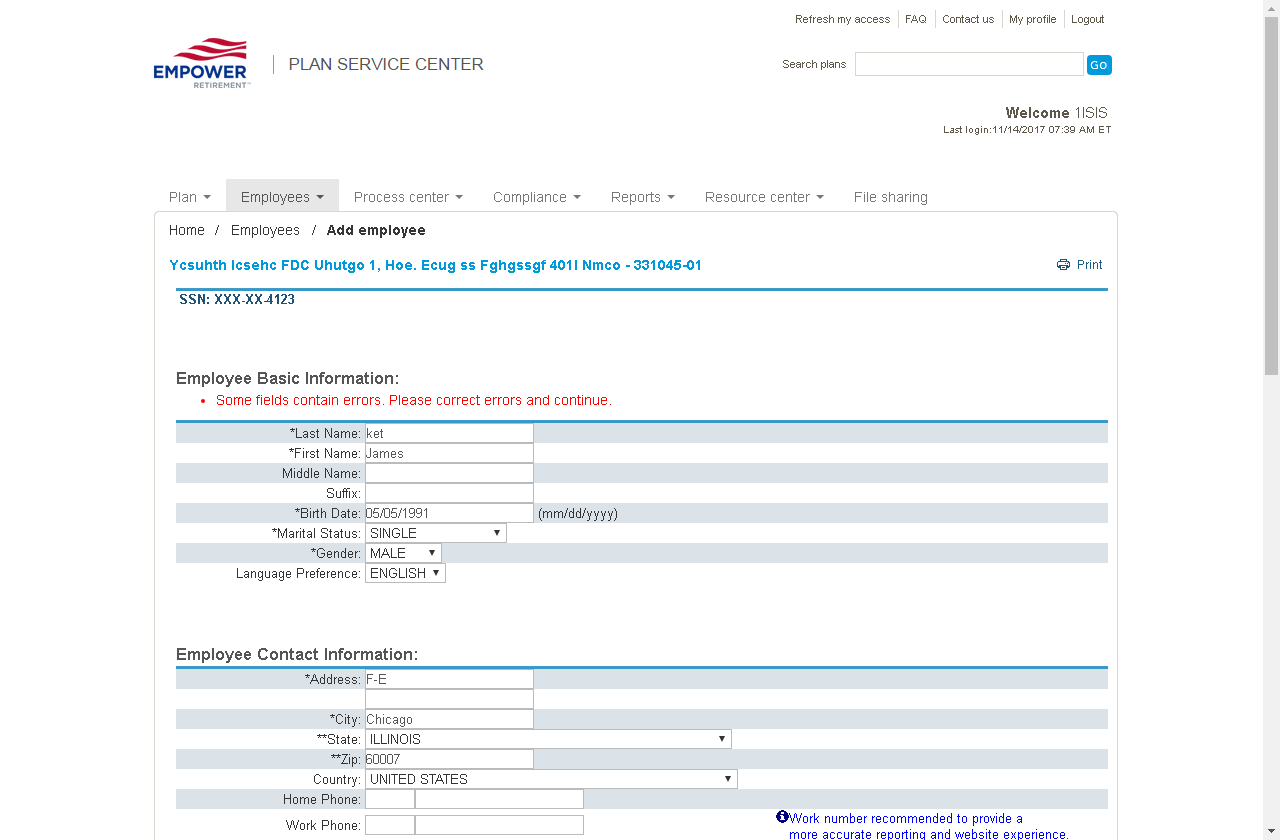 Refresh my access FAQ Contact us My profile Logout
EMPOWER
RETIREMENT™
PLAN SERVICE CENTER
Search plans Go
Welcome 1ISIS
Last login:11/14/2017 07:39 AM ET
Plan Employees Process center Compliance Reports Resource center File sharing
Home / Employees / Add employee
Ycsuhth Icsehc FDC Uhutgo 1, Hoe. Ecug ss Fghgssgf 401l Nmco - 331045-01
Print
SSN: XXX-XX-4123
Employee Basic Information:
• Some fields contain errors. Please correct errors and continue.
*Last Name: ket
*First Name: James
Middle Name:
Suffix:
*Birth Date: 05/05/1991 (mm/dd/yyyy)
*Marital Status: SINGLE
*Gender: MALE
Language Preference: ENGLISH
Employee Contact Information:
*Address: F-E
*City: Chicago
**State: ILLINOIS
**Zip: 60007
Country: UNITED STATES
Home Phone:
Work Phone:
Work number recommended to provide a
more accurate reporting and website experience.